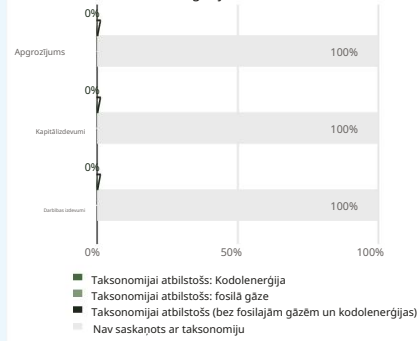 0%
Apgrozījums
100%
0%
Kapitālizdevumi
100%
0%
Darbības izdevumi
100%
0%
50%
100%
Taksonomijai atbilstošs: Kodolenerģija
Taksonomijai atbilstošs: fosilā gāze
Taksonomijai atbilstošs (bez fosilajām gāzēm un kodolenerģijas)
Nav saskaņots ar taksonomiju